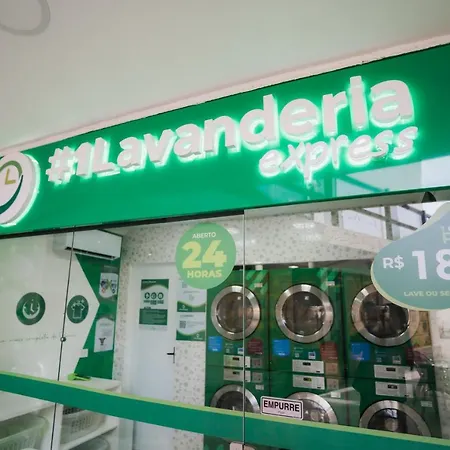 #1Lavanderia
express
ABERTO
24
HORAS
R$ 18
LAVE OU SE
EMPURRE